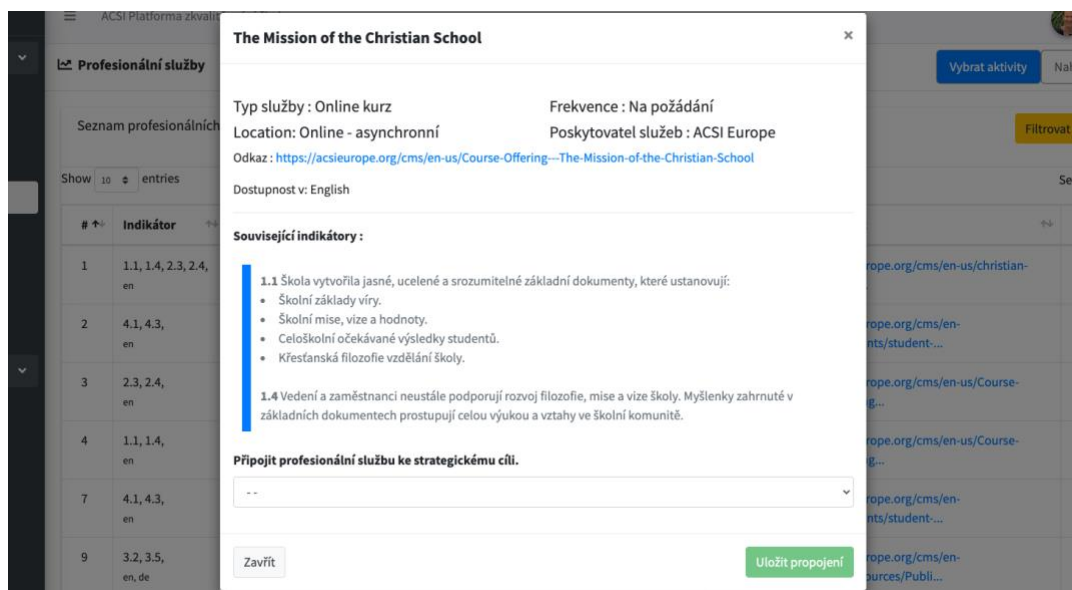 ACSI Platforma zkvalit
The Mission of the Christian School ×
Profesionální služby
Vybrat aktivity
Typ služby : Online kurz
Frekvence : Na požádání
Seznam profesionálních
Location: Online - asynchronní
Poskytovatel služeb : ACSI Europe
Filtrovat
Odkaz : https://acsieurope.org/cms/en-us/Course-Offering---The-Mission-of-the-Christian-School
Show 10 entries
Dostupnost v: English
# Indikátor
Související indikátory :
1 1.1, 1.4, 2.3, 2.4,
en
rope.org/cms/en-us/christian-
1.1 Škola vytvořila jasné, ucelené a srozumitelné základní dokumenty, které ustanovují:
• Školní základy víry.
• Školní mise, vize a hodnoty.
• Celoškolní očekávané výsledky studentů.
• Křesťanská filozofie vzdělání školy.
2 4.1, 4.3,
en
rope.org/cms/en-
nts/student-...
3 2.3, 2.4,
en
rope.org/cms/en-us/Course-
g...
1.4 Vedení a zaměstnanci neustále podporují rozvoj filozofie, mise a vize školy. Myšlenky zahrnuté v
základních dokumentech prostupují celou výukou a vztahy ve školní komunitě.
4 1.1, 1.4,
en
rope.org/cms/en-us/Course-
g...
Připojit profesionální službu ke strategickému cíli.
- -
7 4.1, 4.3,
en
rope.org/cms/en-
nts/student-...
9 3.2, 3.5,
en, de
rope.org/cms/en-
ources/Publi...
Zavřít
Uložit propojení